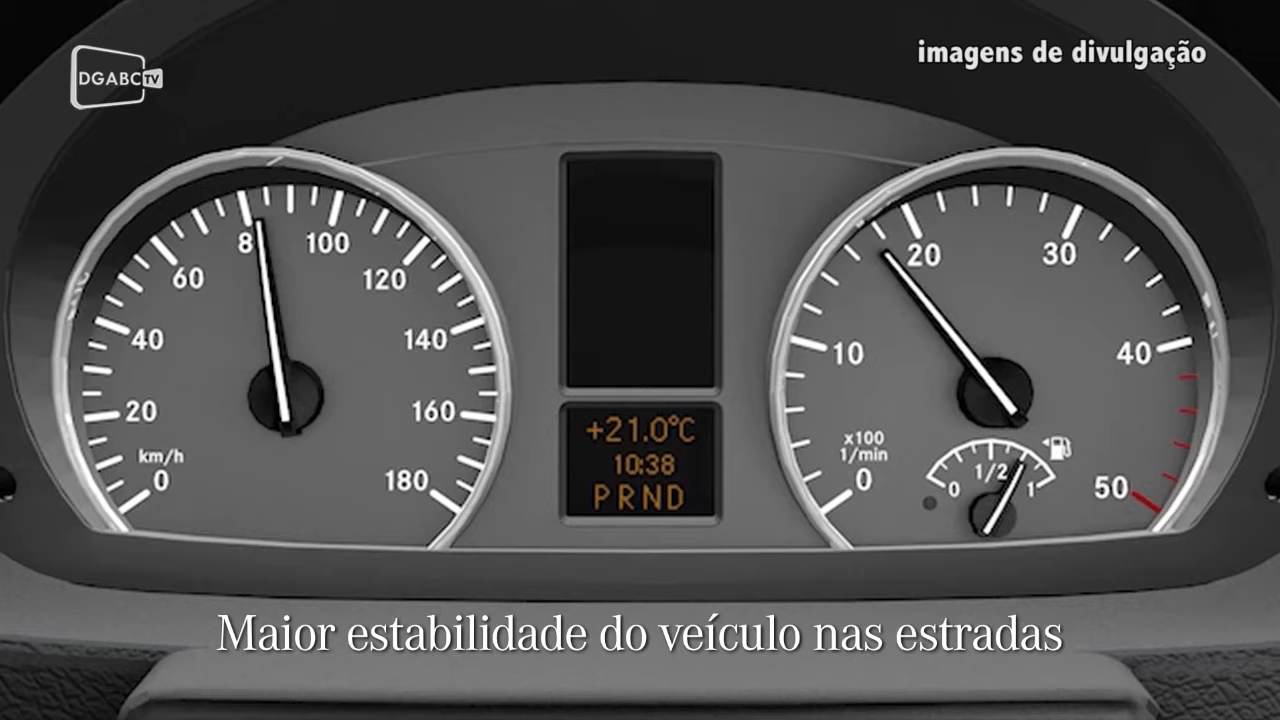 DGABC TV
imagens de divulgação
8
100
60
120
40
140
20
160
km/h
0
180
+21.0°C
10:38
PRND
20
30
10
40
x100
1/min
0
50
0
1/2
1
Maior estabilidade do veículo nas estradas